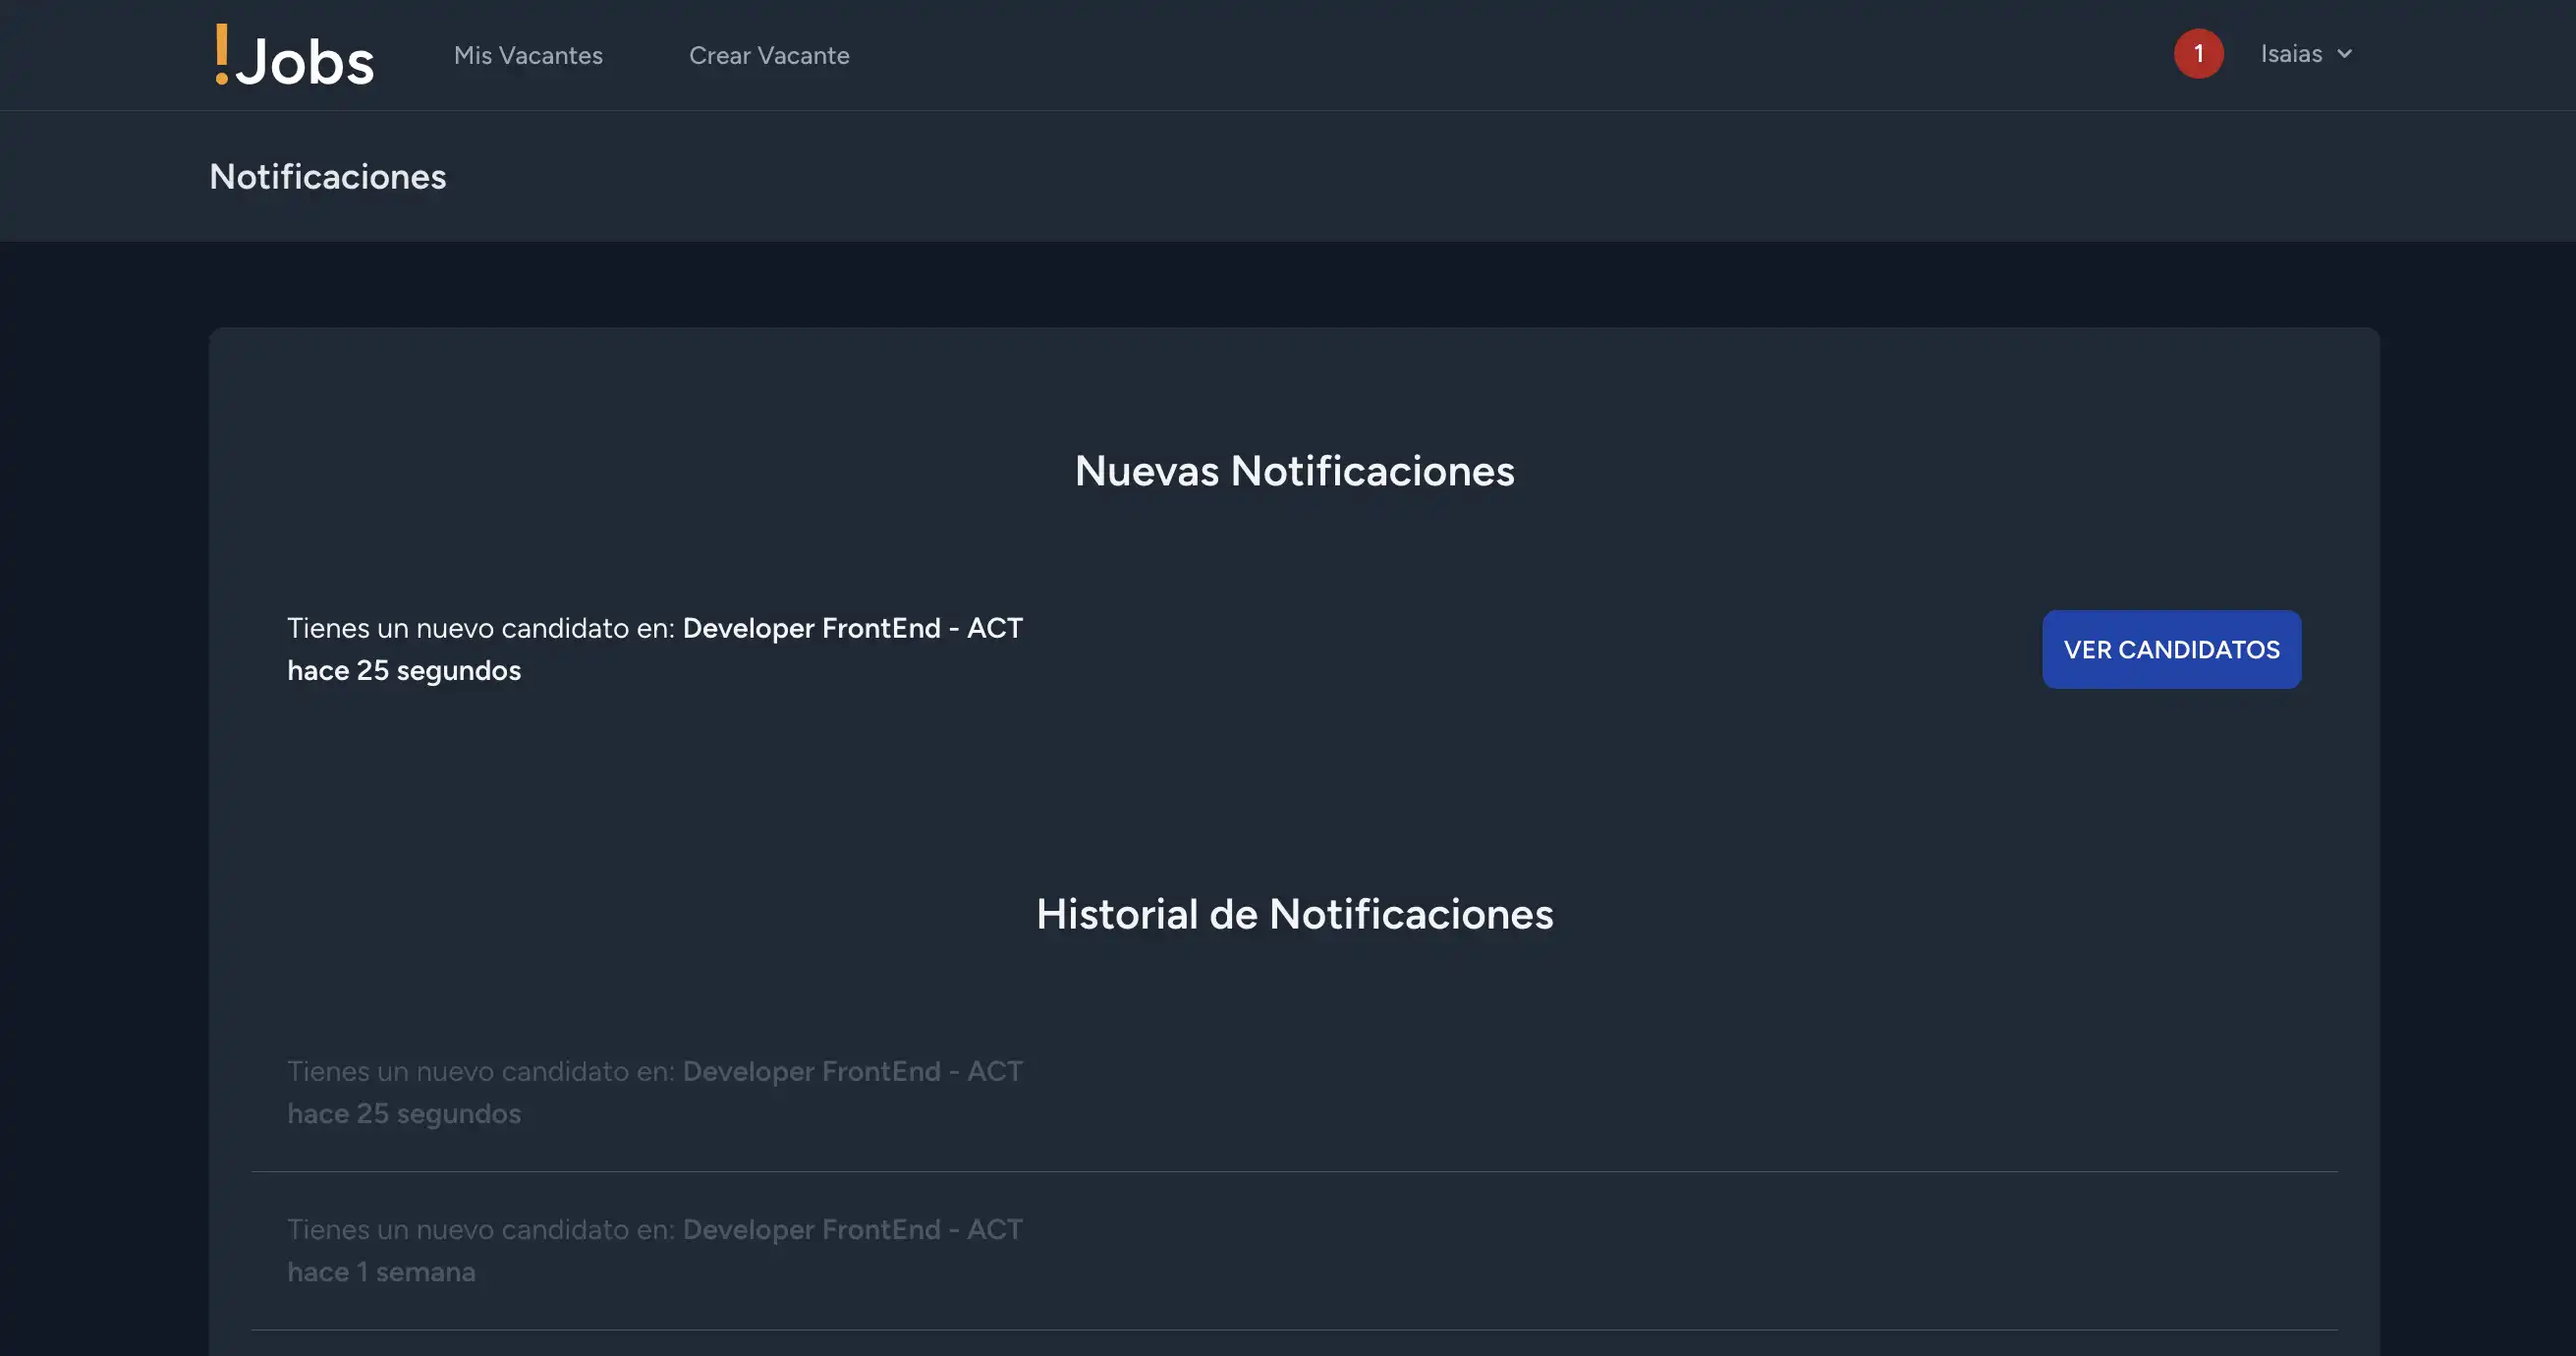 !Jobs Mis Vacantes Crear Vacante 1 Isaias
Notificaciones
Nuevas Notificaciones
Tienes un nuevo candidato en: Developer FrontEnd - ACT
hace 25 segundos
VER CANDIDATOS
Historial de Notificaciones
Tienes un nuevo candidato en: Developer FrontEnd - ACT
hace 25 segundos
Tienes un nuevo candidato en: Developer FrontEnd - ACT
hace 1 semana